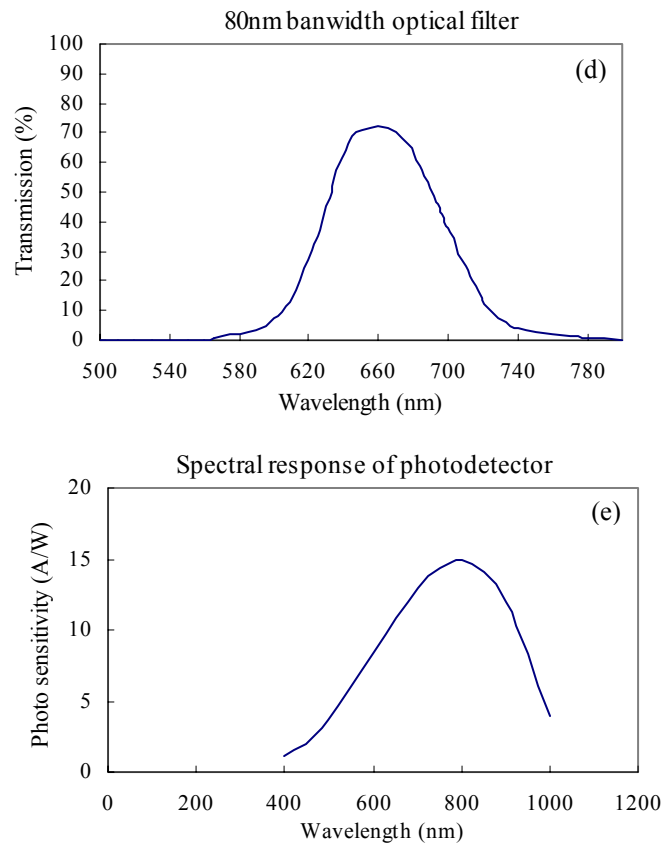 80nm banwidth optical filter
(d)
Transmission (%)
100
90
80
70
60
50
40
30
20
10
0
500 540 580 620 660 700 740 780
Wavelength (nm)
Spectral response of photodetector
(e)
Photo sensitivity (A/W)
20
15
10
5
0
0 200 400 600 800 1000 1200
Wavelength (nm)